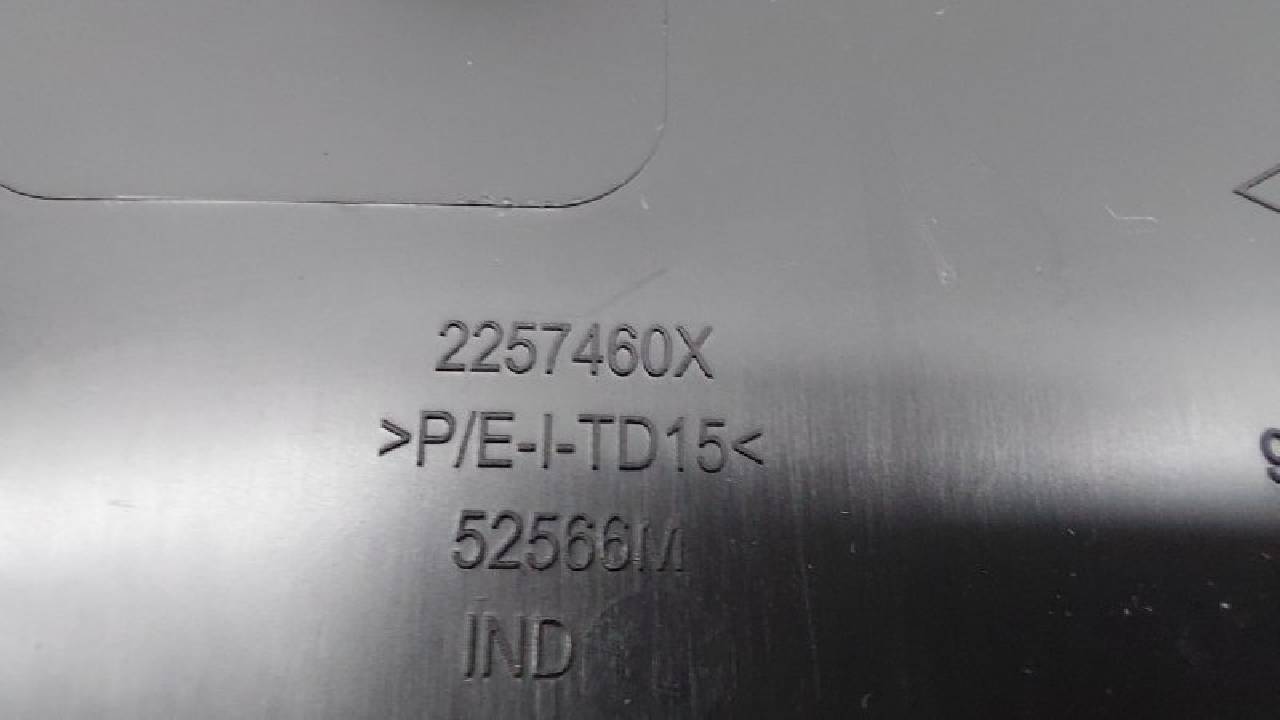 2257460X
>P/E-I-TD15<
52566M
IND